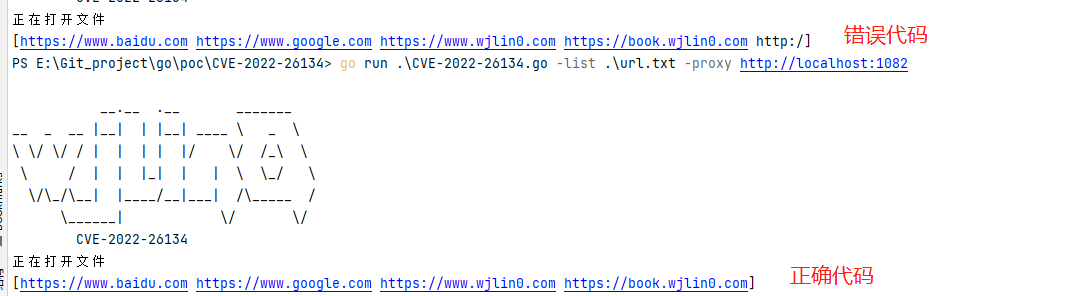 CVE-2022-26134
正在打开文件
[https://www.baidu.com https://www.google.com https://www.wjlin0.com https://book.wjlin0.com http:/]
错误代码
PS E:\Git_project\go\poc\CVE-2022-26134> go run .\CVE-2022-26134.go -list .\url.txt -proxy http://localhost:1082
wjlin0
CVE-2022-26134
正在打开文件
[https://www.baidu.com https://www.google.com https://www.wjlin0.com https://book.wjlin0.com]
正确代码